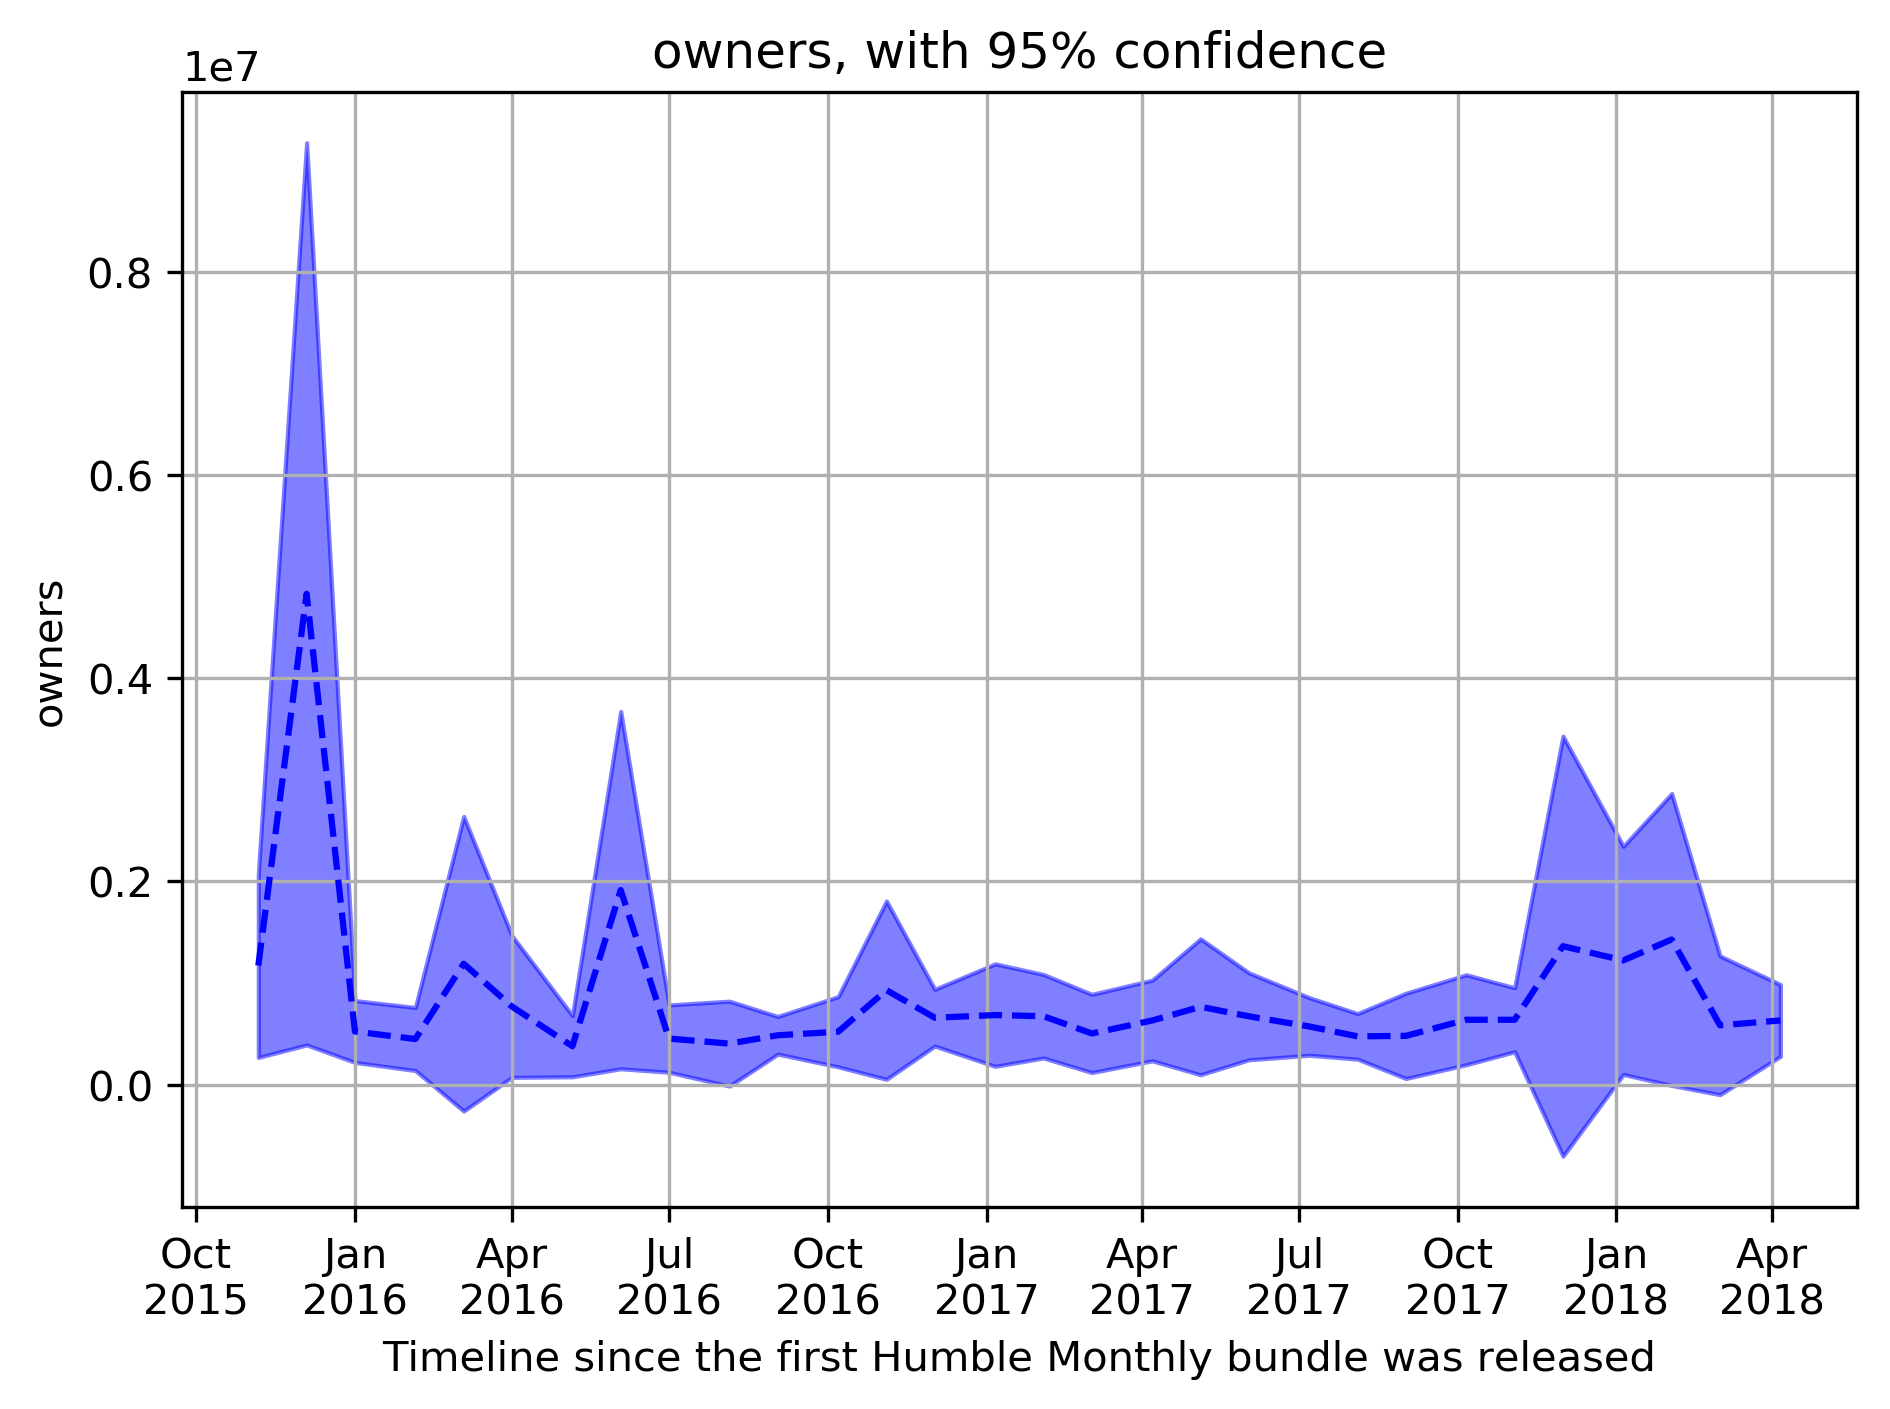 owners, with 95% confidence
1e7
0.8
0.6
0.4
0.2
0.0
owners
Oct Jan Apr Jul Oct Jan Apr Jul Oct Jan Apr
2015 2016 2016 2016 2016 2017 2017 2017 2017 2018 2018
Timeline since the first Humble Monthly bundle was released